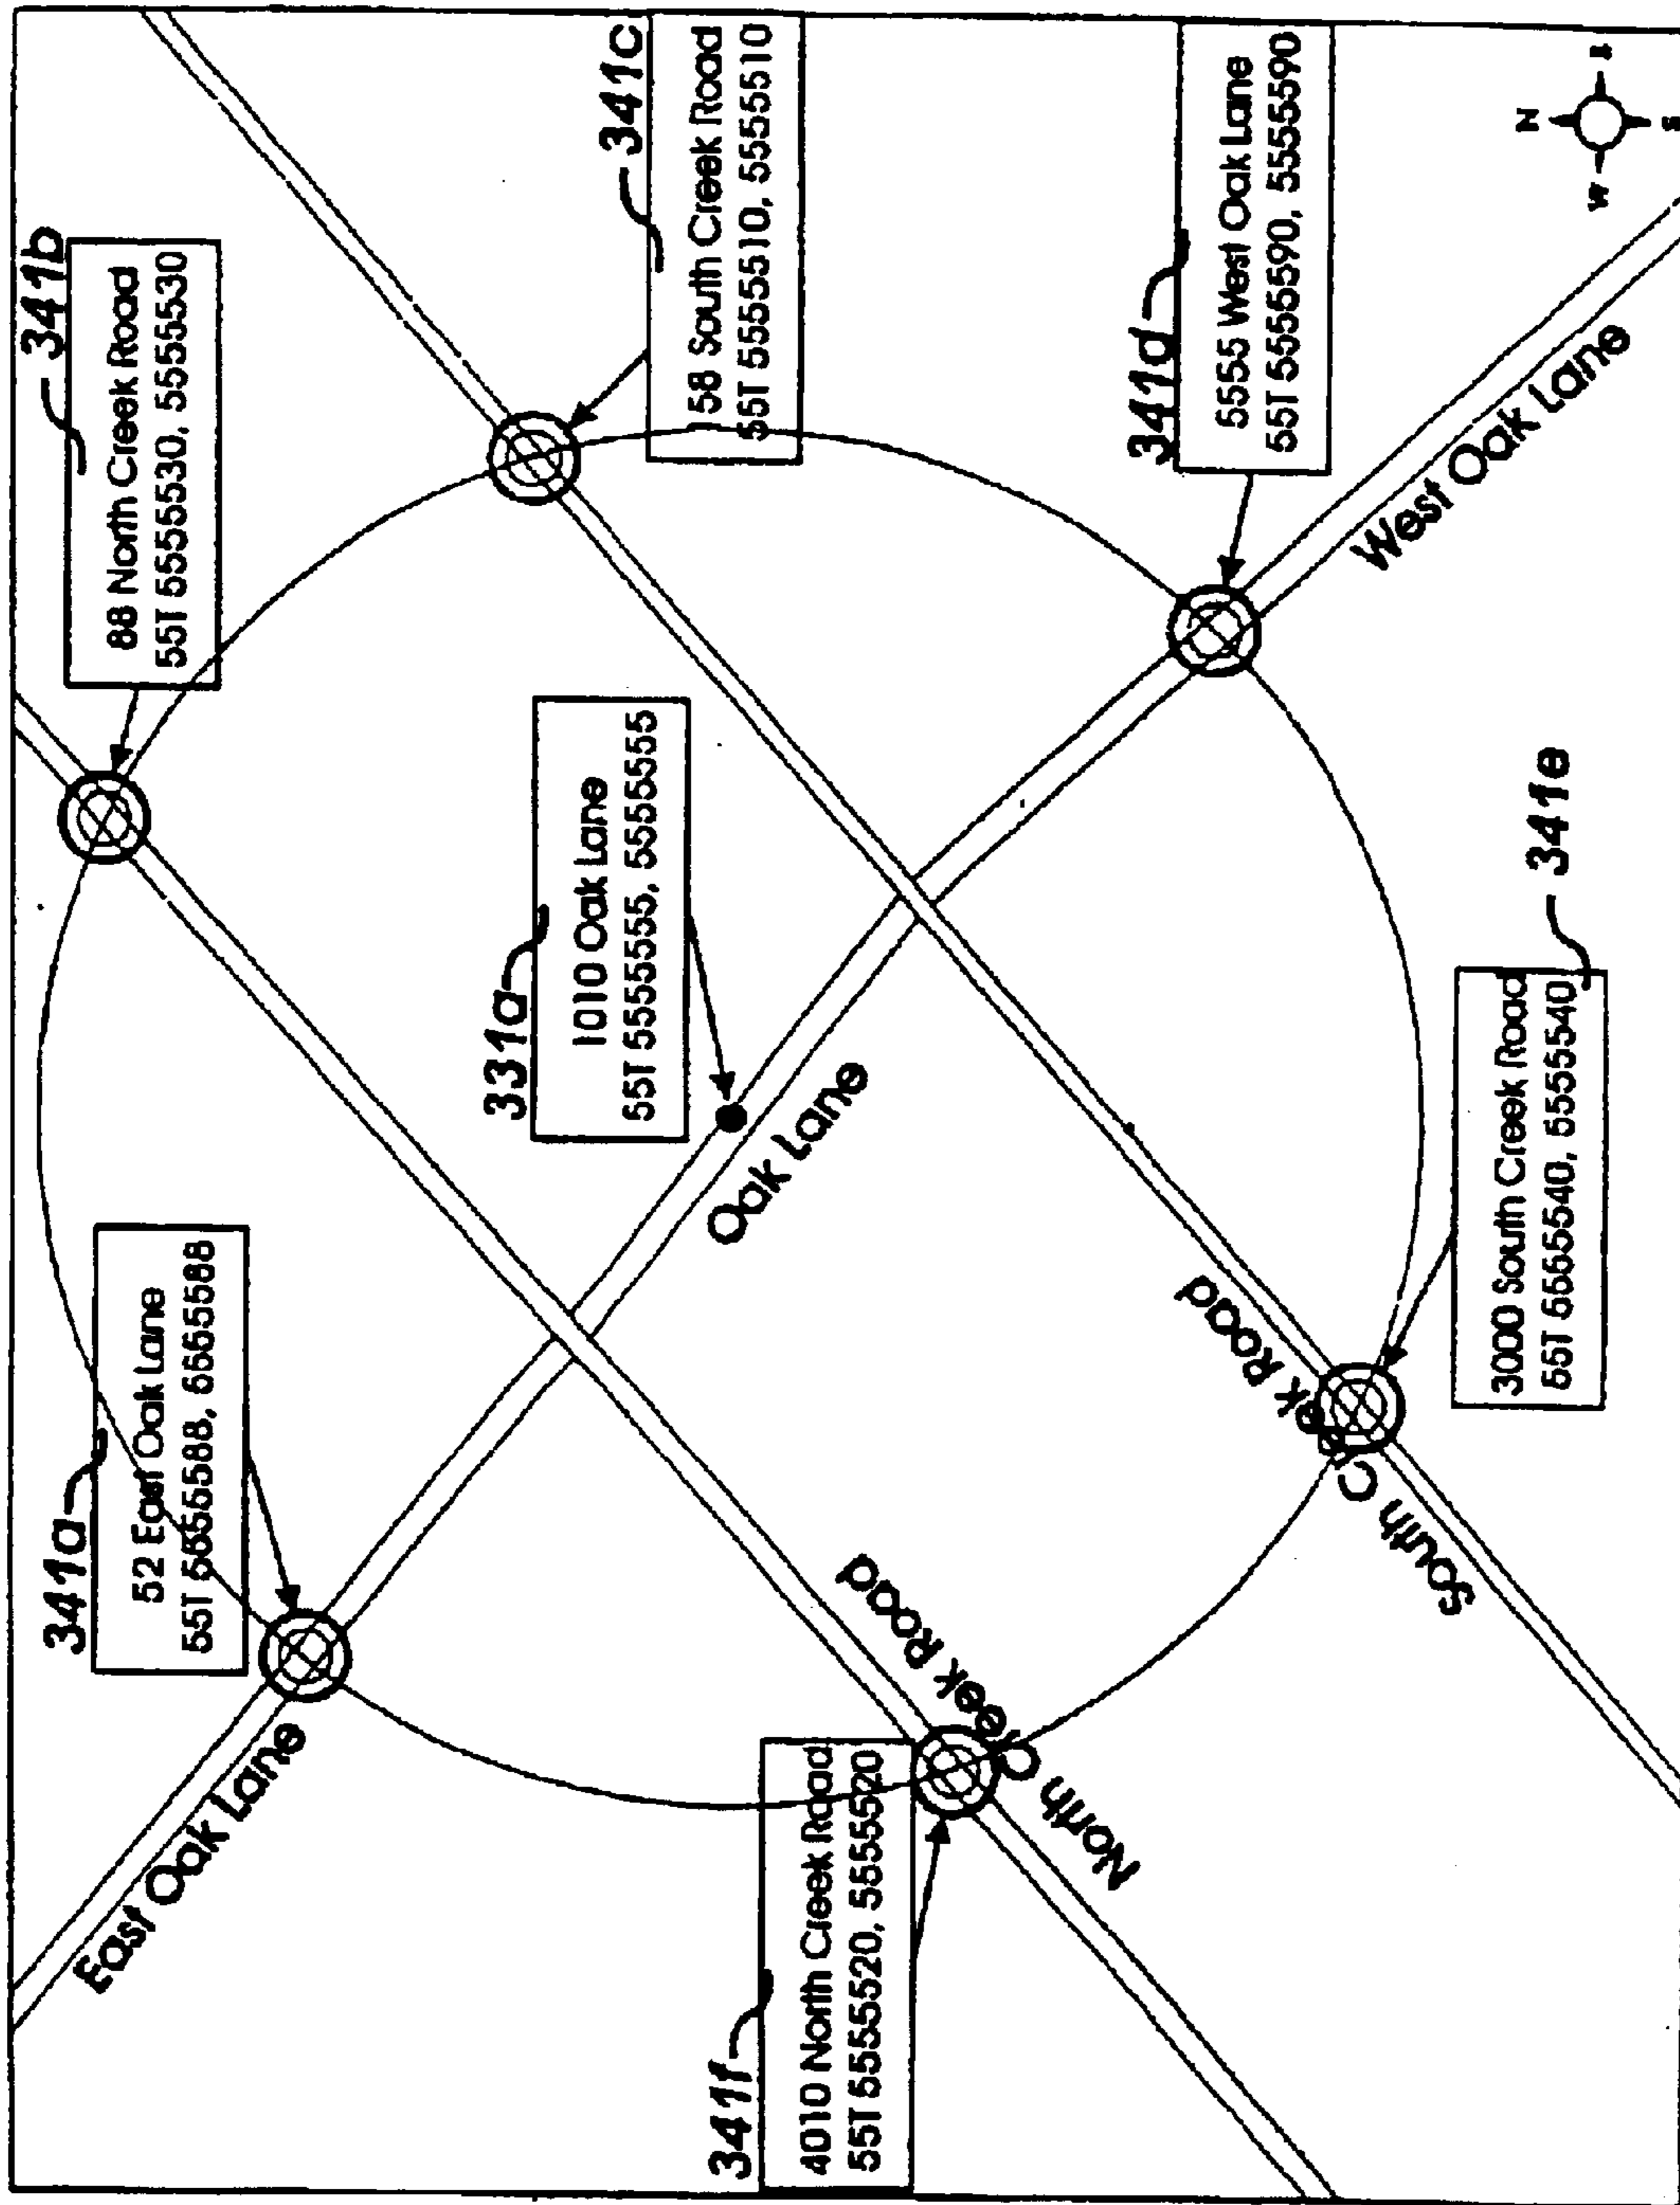 341a
52 East Oak Lane
55T 5555588, 5555588
341b
88 North Creek Road
55T 5555530, 5555530
East Oak Lane
331a
1010 Oak Lane
55T 5555555, 5555555
341c
158 South Creek Road
55T 5555510, 5555510
341f
4010 North Creek Road
55T 5555520, 5555520
Oak Lane
North Creek Road
341d
5555 West Oak Lane
55T 5555590, 5555590
South Creek Road
West Oak Lane
341e
3000 South Creek Road
55T 5555540, 5555540
N
W
E
S